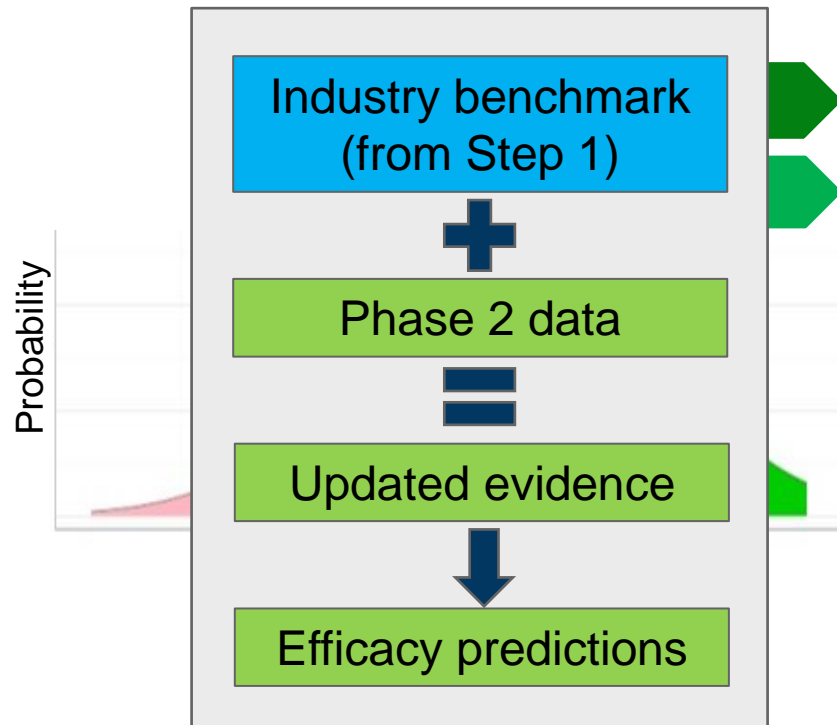 Industry benchmark
(from Step 1)
Phase 2 data
Updated evidence
Efficacy predictions
Probability